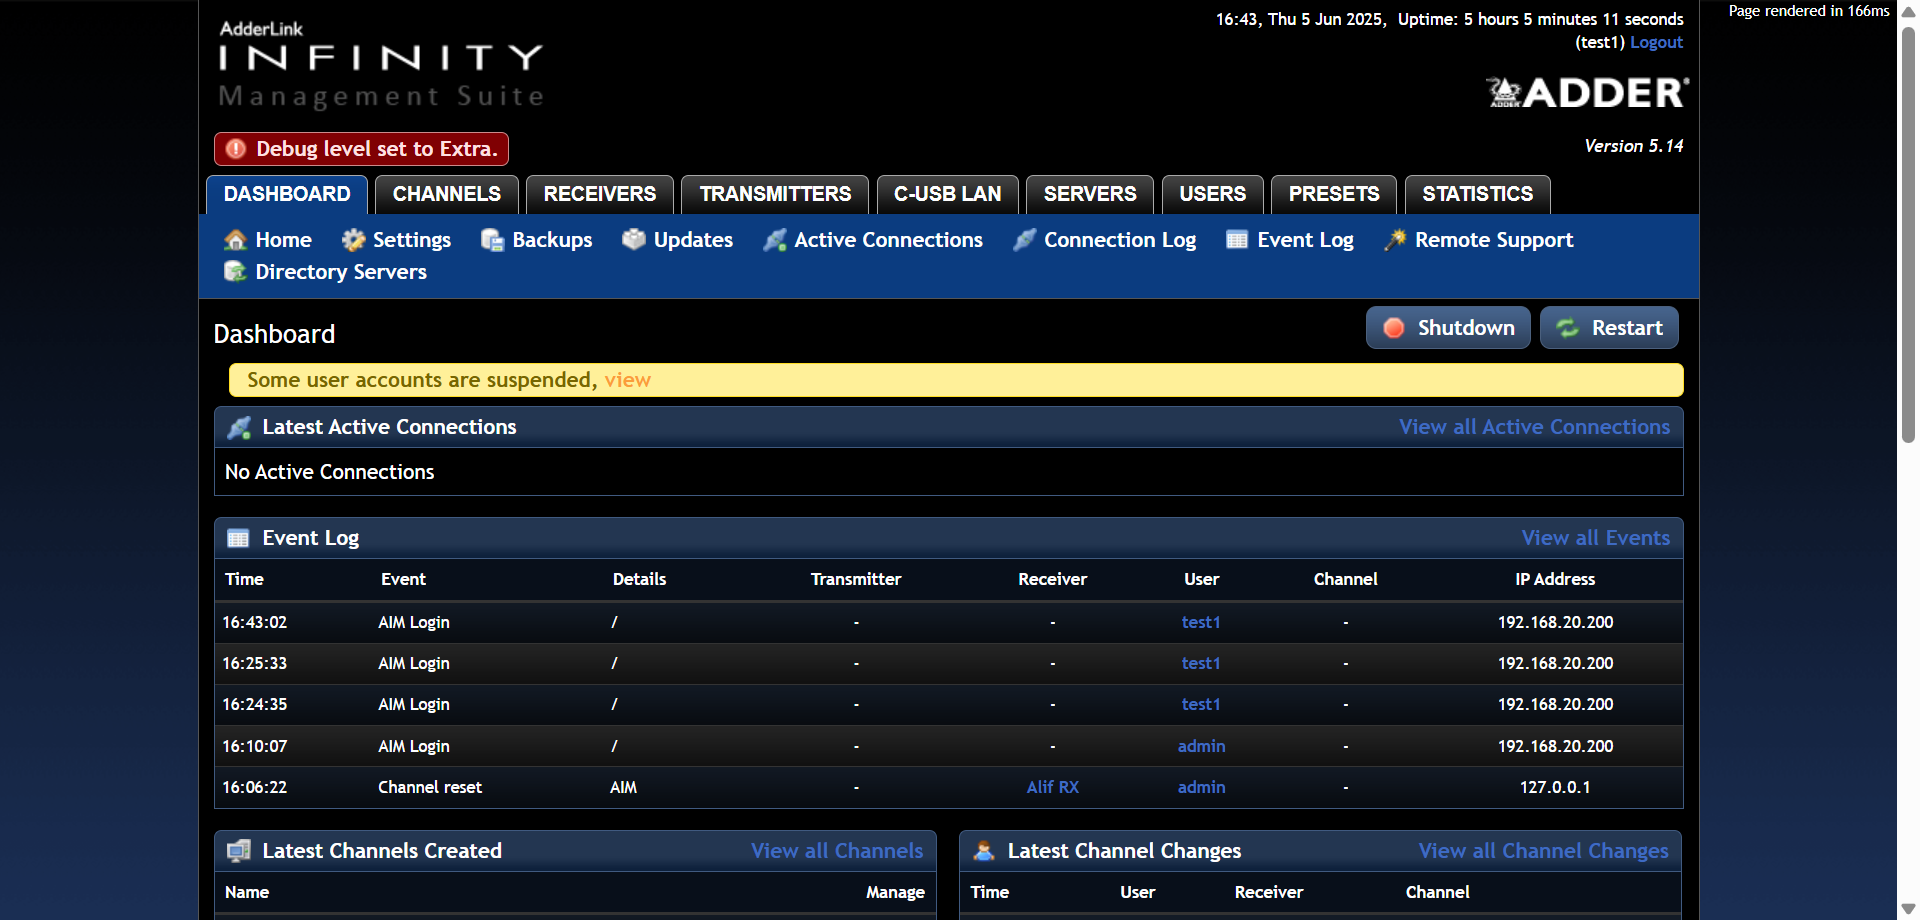 Page rendered in 166ms
AdderLink
INFINITY
Management Suite
16:43, Thu 5 Jun 2025, Uptime: 5 hours 5 minutes 11 seconds
(test1) Logout
ADDER
ADDER®
Debug level set to Extra.
Version 5.14
DASHBOARD CHANNELS RECEIVERS TRANSMITTERS C-USB LAN SERVERS USERS PRESETS STATISTICS
Home Settings Backups Updates Active Connections Connection Log Event Log Remote Support
Directory Servers
Dashboard Shutdown Restart
Some user accounts are suspended, view
Latest Active Connections View all Active Connections
No Active Connections
Event Log View all Events
Time Event Details Transmitter Receiver User Channel IP Address
16:43:02 AIM Login / - - test1 - 192.168.20.200
16:25:33 AIM Login / - - test1 - 192.168.20.200
16:24:35 AIM Login / - - test1 - 192.168.20.200
16:10:07 AIM Login / - - admin - 192.168.20.200
16:06:22 Channel reset AIM - Alif RX admin - 127.0.0.1
Latest Channels Created View all Channels
Name Manage
Latest Channel Changes View all Channel Changes
Time User Receiver Channel